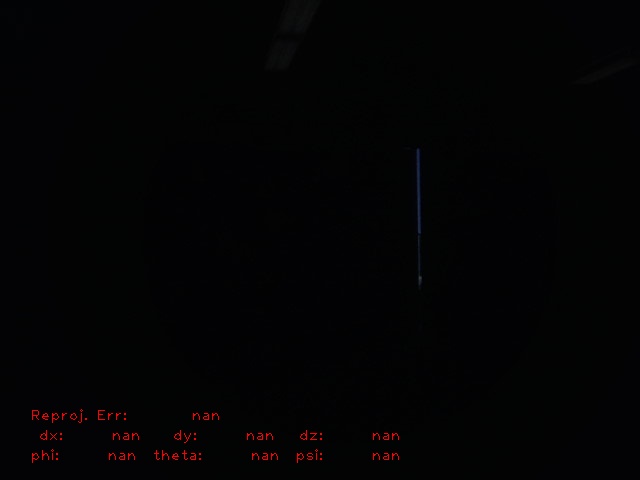 Reproj. Err: nan
dx: nan dy: nan dz: nan
phi: nan theta: nan psi: nan